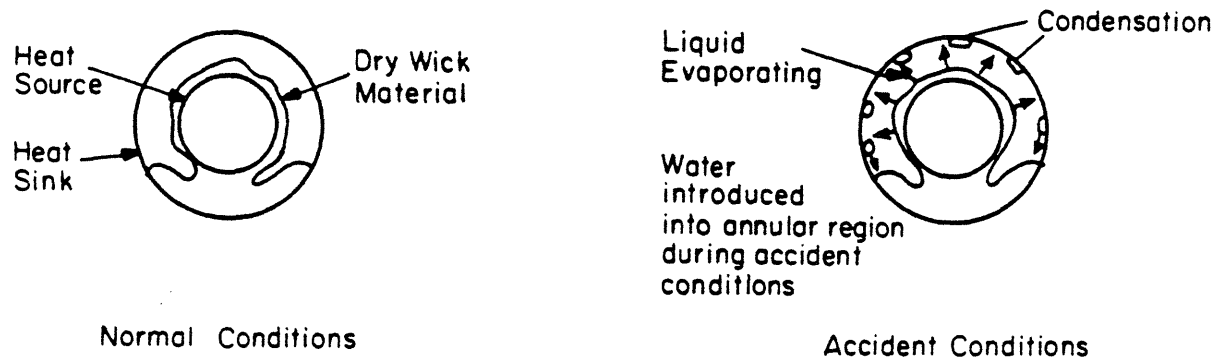 Heat
Source
Dry Wick
Material
Heat
Sink
Normal Conditions
Condensation
Liquid
Evaporating
Water
introduced
into annular region
during accident
conditions
Accident Conditions